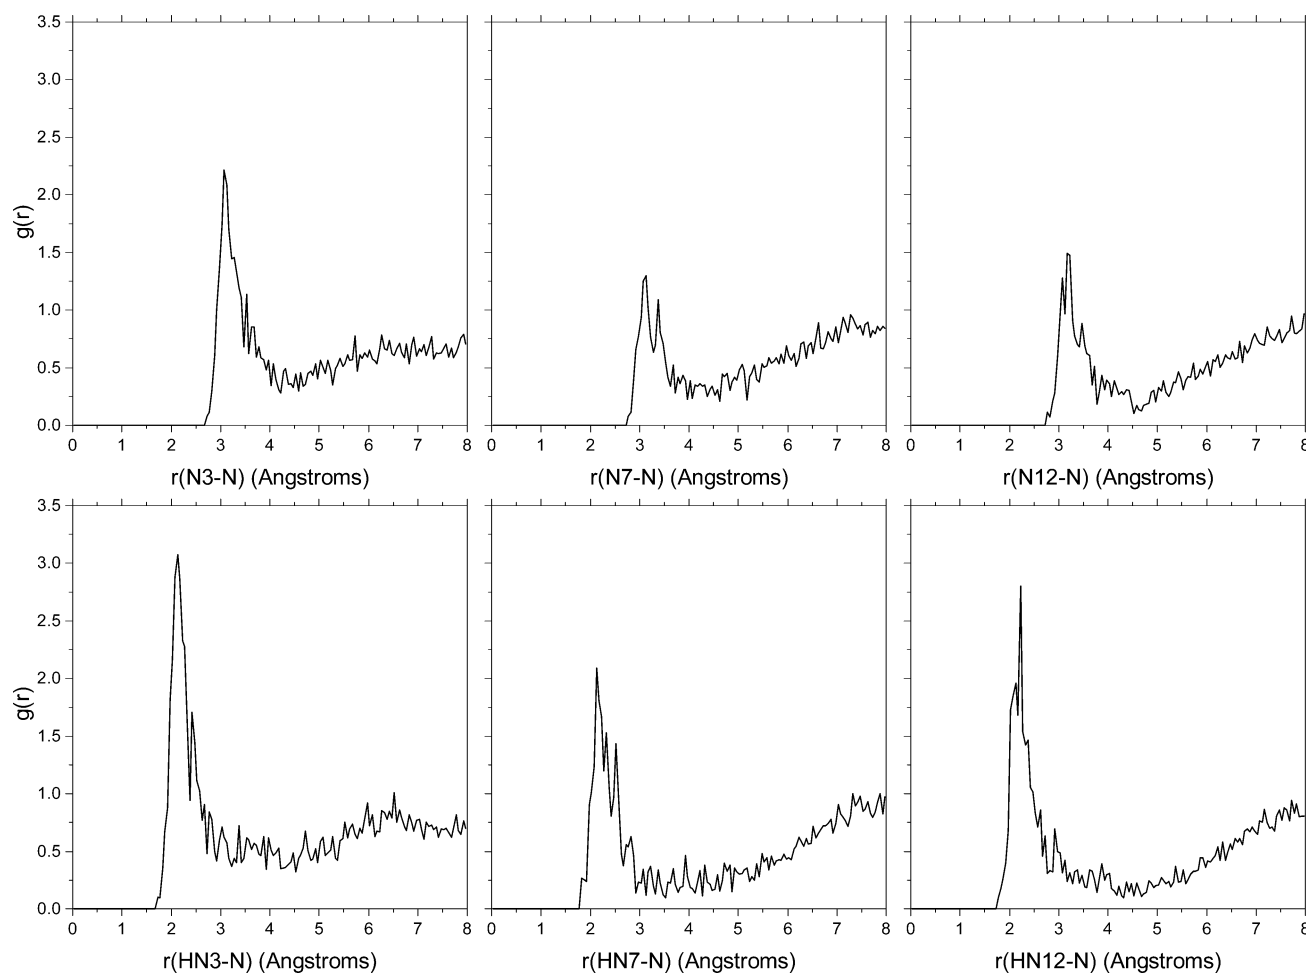 3.5
3.0
2.5
2.0
1.5
1.0
0.5
0.0
g(r)
0 1 2 3 4 5 6 7 8 0 1 2 3 4 5 6 7 8 0 1 2 3 4 5 6 7 8
r(N3-N) (Angstroms) r(N7-N) (Angstroms) r(N12-N) (Angstroms)
3.5
3.0
2.5
2.0
1.5
1.0
0.5
0.0
g(r)
0 1 2 3 4 5 6 7 8 0 1 2 3 4 5 6 7 8 0 1 2 3 4 5 6 7 8
r(HN3-N) (Angstroms) r(HN7-N) (Angstroms) r(HN12-N) (Angstroms)